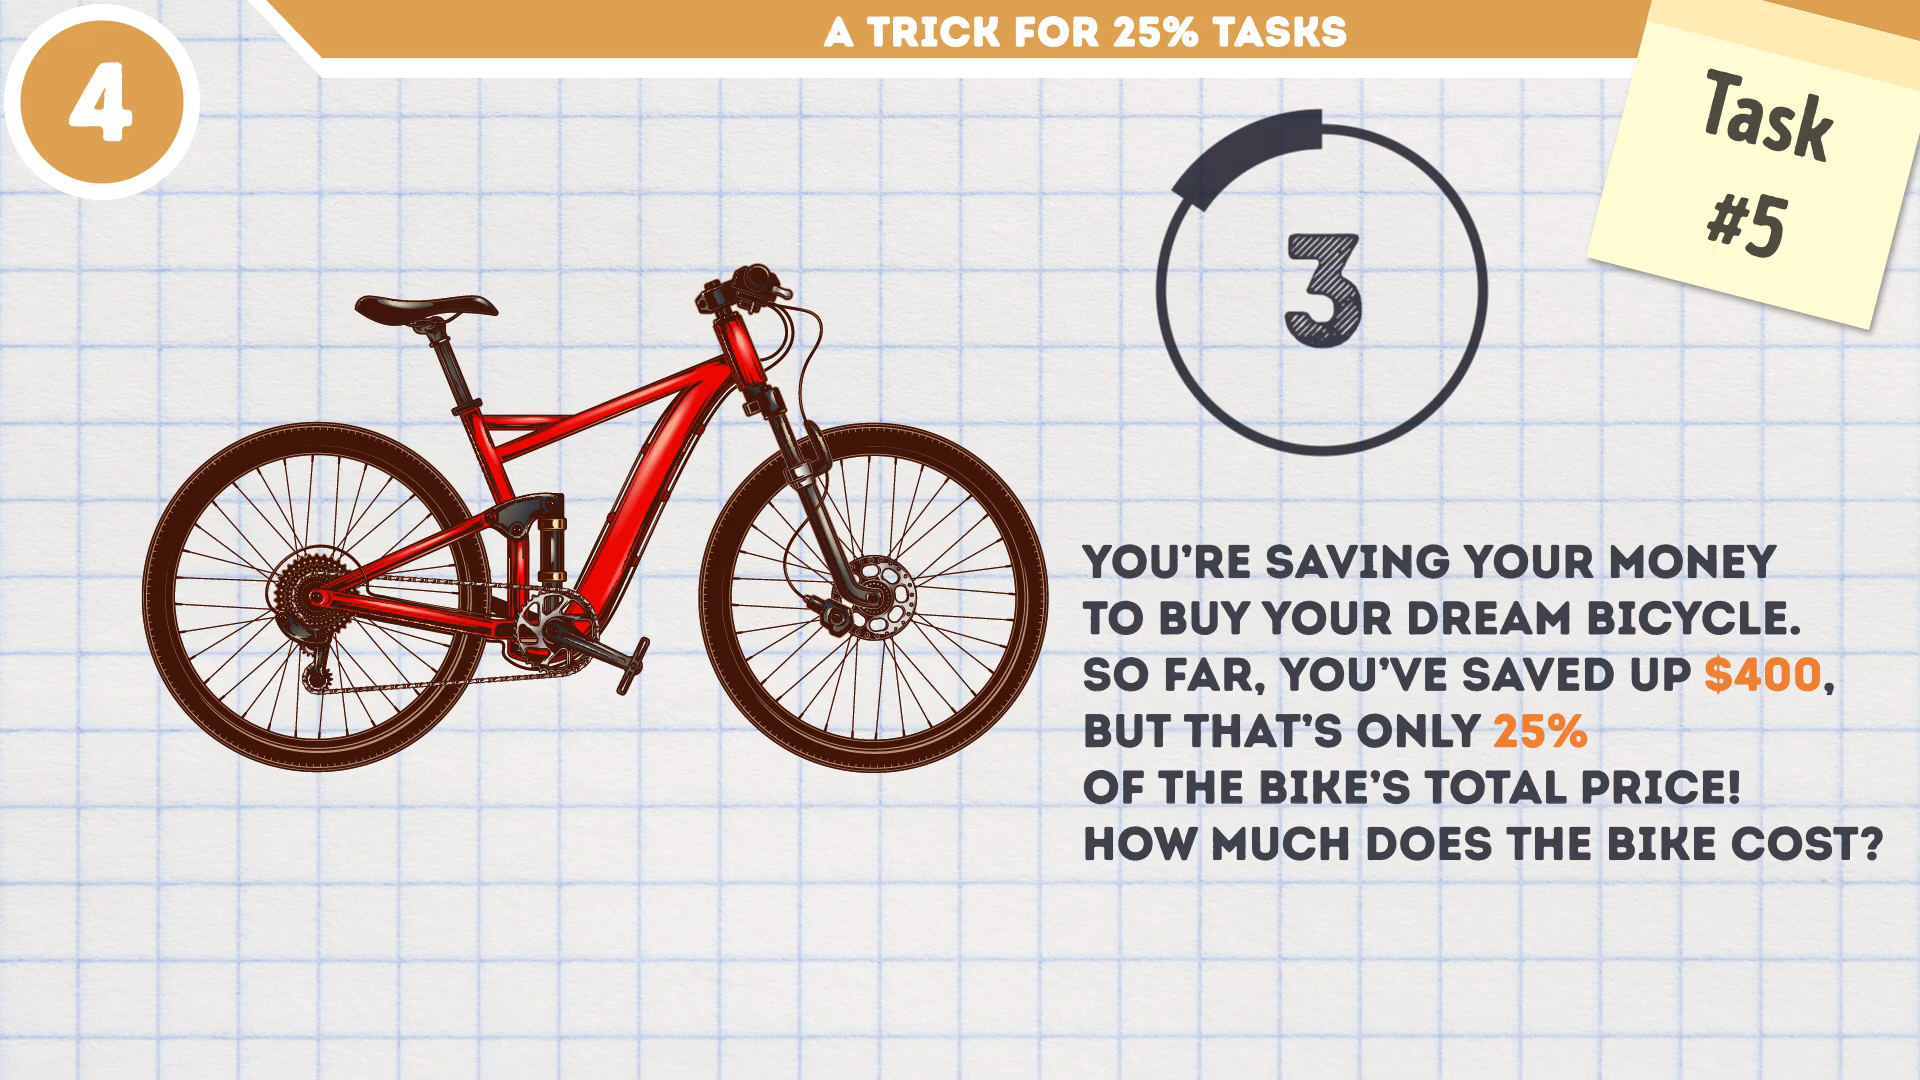 4
A TRICK FOR 25% TASKS
Task
#5
3
YOU'RE SAVING YOUR MONEY
TO BUY YOUR DREAM BICYCLE.
SO FAR, YOU'VE SAVED UP $400,
BUT THAT'S ONLY 25%
OF THE BIKE'S TOTAL PRICE!
HOW MUCH DOES THE BIKE COST?